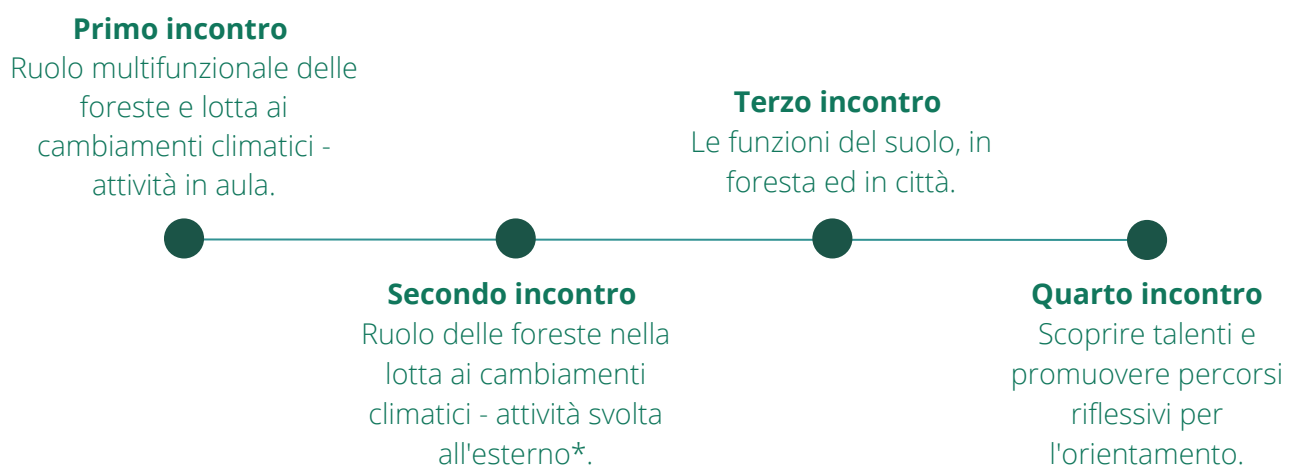 Primo incontro
Ruolo multifunzionale delle
foreste e lotta ai
cambiamenti climatici -
attività in aula.
Secondo incontro
Ruolo delle foreste nella
lotta ai cambiamenti
climatici - attività svolta
all'esterno*.
Terzo incontro
Le funzioni del suolo, in
foresta ed in città.
Quarto incontro
Scoprire talenti e
promuovere percorsi
riflessivi per
l'orientamento.